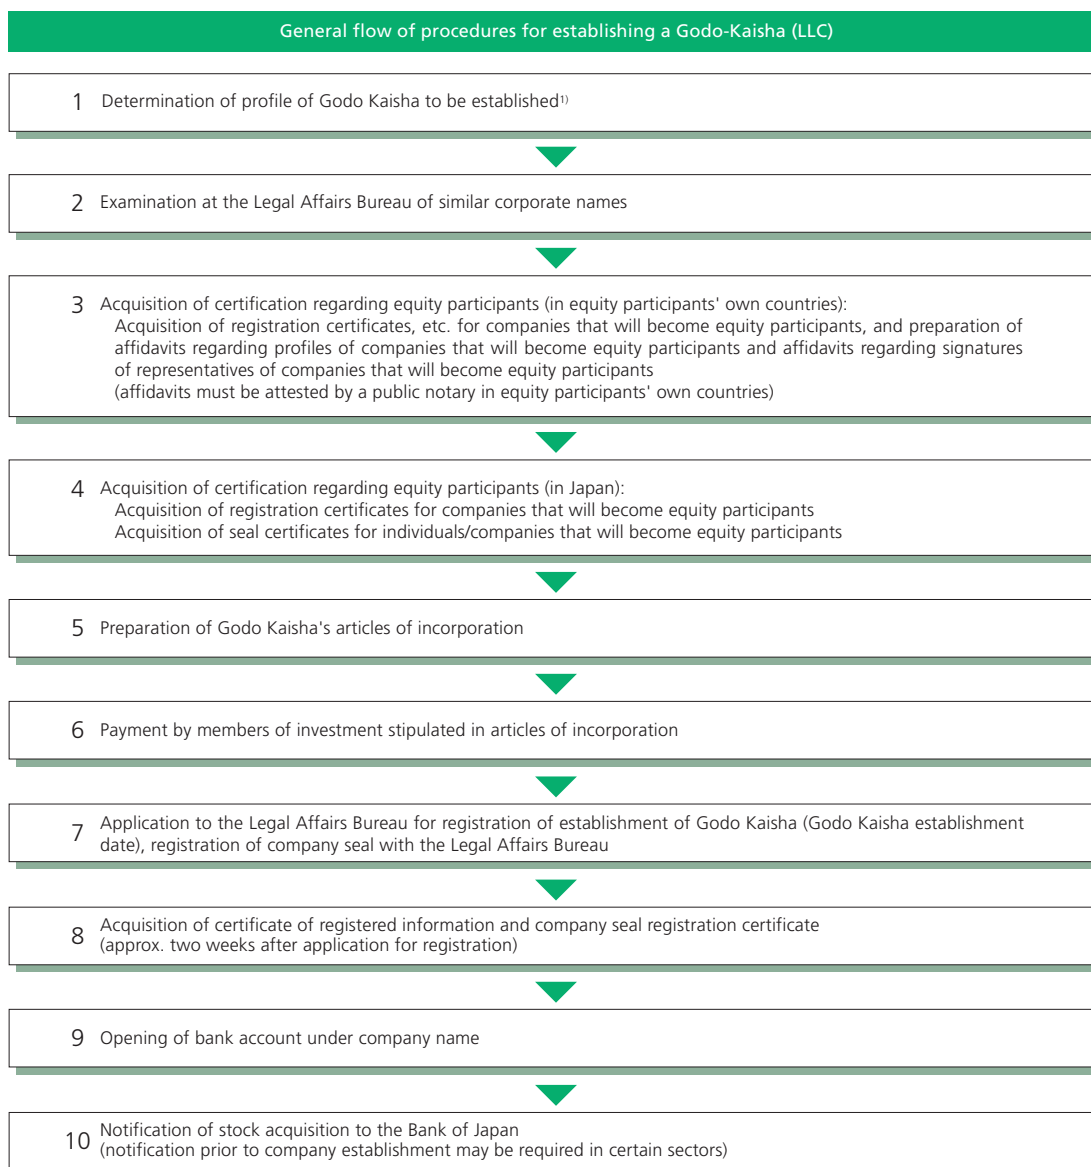 General flow of procedures for establishing a Godo-Kaisha (LLC)
1 Determination of profile of Godo Kaisha to be established1)
2 Examination at the Legal Affairs Bureau of similar corporate names
3 Acquisition of certification regarding equity participants (in equity participants' own countries):
Acquisition of registration certificates, etc. for companies that will become equity participants, and preparation of
affidavits regarding profiles of companies that will become equity participants and affidavits regarding signatures
of representatives of companies that will become equity participants
(affidavits must be attested by a public notary in equity participants' own countries)
4 Acquisition of certification regarding equity participants (in Japan):
Acquisition of registration certificates for companies that will become equity participants
Acquisition of seal certificates for individuals/companies that will become equity participants
5 Preparation of Godo Kaisha's articles of incorporation
6 Payment by members of investment stipulated in articles of incorporation
7 Application to the Legal Affairs Bureau for registration of establishment of Godo Kaisha (Godo Kaisha establishment
date), registration of company seal with the Legal Affairs Bureau
8 Acquisition of certificate of registered information and company seal registration certificate
(approx. two weeks after application for registration)
9 Opening of bank account under company name
10 Notification of stock acquisition to the Bank of Japan
(notification prior to company establishment may be required in certain sectors)